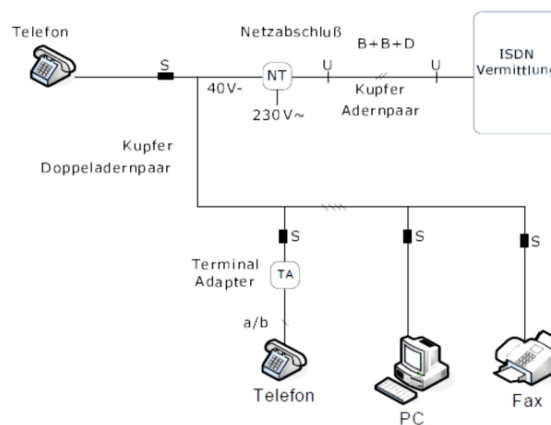 Telefon
Netzabschluß
B+B+D
ISDN
Vermittlung
S
NT
U
U
40V-
230V~
Kupfer
Adernpaar
Kupfer
Doppeladernpaar
S
S
S
Terminal
Adapter
TA
a/b
Telefon
PC
Fax